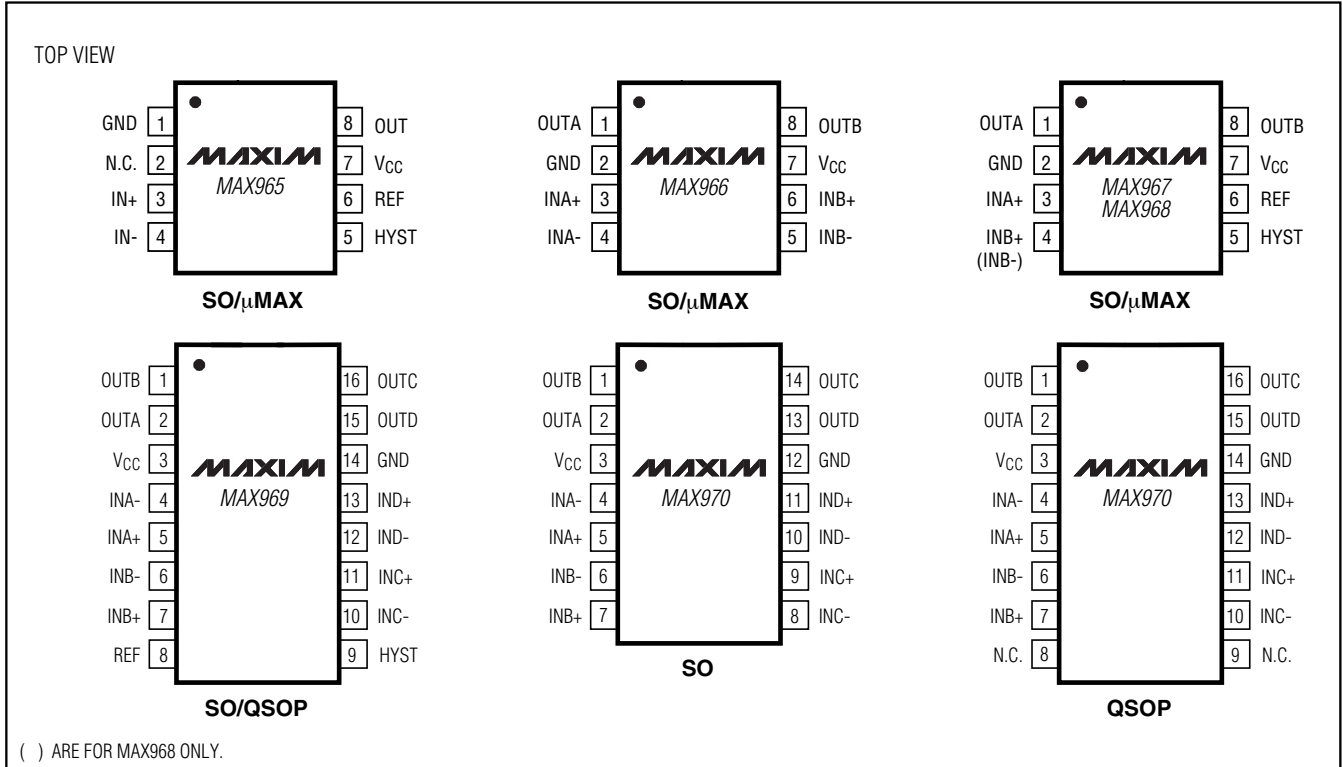 TOP VIEW
GND 1
N.C. 2
IN+ 3
IN- 4
MAXIM
MAX965
8 OUT
7 VCC
6 REF
5 HYST
SO/µMAX
OUTA 1
GND 2
INA+ 3
INA- 4
MAXIM
MAX966
8 OUTB
7 VCC
6 INB+
5 INB-
SO/µMAX
OUTA 1
GND 2
INA+ 3
INB+ 4
(INB-)
MAXIM
MAX967
MAX968
8 OUTB
7 VCC
6 REF
5 HYST
SO/µMAX
OUTB 1
OUTA 2
VCC 3
INA- 4
INA+ 5
INB- 6
INB+ 7
REF 8
MAXIM
MAX969
16 OUTC
15 OUTD
14 GND
13 IND+
12 IND-
11 INC+
10 INC-
9 HYST
SO/QSOP
OUTB 1
OUTA 2
VCC 3
INA- 4
INA+ 5
INB- 6
INB+ 7
MAXIM
MAX970
14 OUTC
13 OUTD
12 GND
11 IND+
10 IND-
9 INC+
8 INC-
SO
OUTB 1
OUTA 2
VCC 3
INA- 4
INA+ 5
INB- 6
INB+ 7
N.C. 8
MAXIM
MAX970
16 OUTC
15 OUTD
14 GND
13 IND+
12 IND-
11 INC+
10 INC-
9 N.C.
QSOP
( ) ARE FOR MAX968 ONLY.